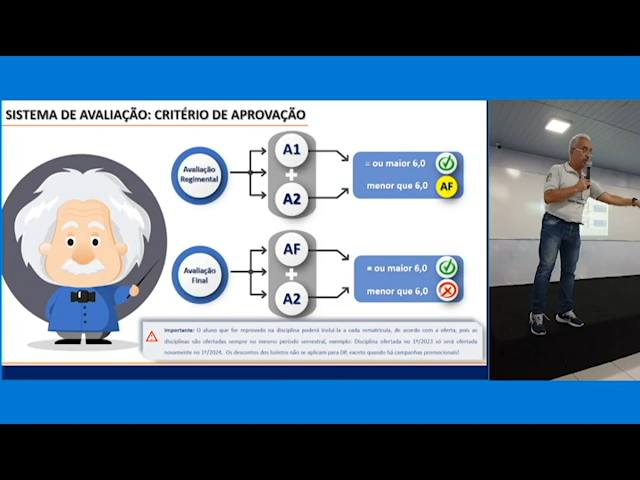 SISTEMA DE AVALIAÇÃO: CRITÉRIO DE APROVAÇÃO
Avaliação
Regimental
A1
+
A2
= ou maior 6,0
menor que 6,0
AF
Avaliação
Final
AF
+
A2
= ou maior 6,0
menor que 6,0
Importante: O aluno que for reprovado na disciplina poderá incluí-la a cada rematrícula, de acordo com a oferta, pois as
disciplinas são ofertadas sempre no mesmo período semestral, exemplo: Disciplina ofertada no 1º/2023 só será ofertada
novamente no 1º/2024. Os descontos dos boletos não se aplicam para DP, exceto quando há campanhas promocionais!